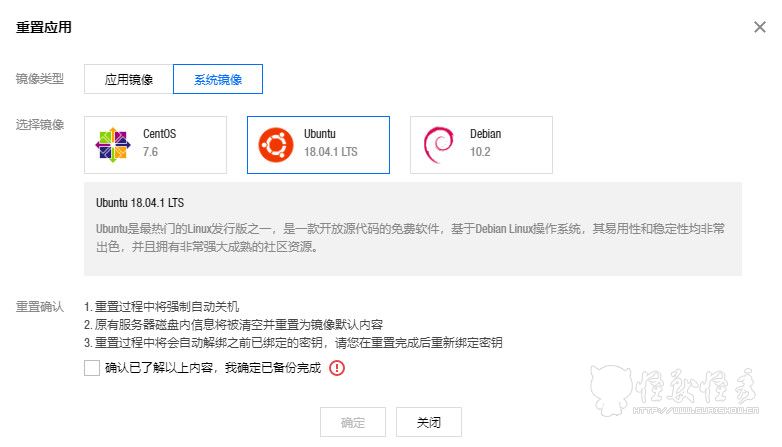 重置应用
镜像类型
应用镜像
系统镜像
选择镜像
CentOS
7.6
Ubuntu
18.04.1 LTS
Debian
10.2
Ubuntu 18.04.1 LTS
Ubuntu是最热门的Linux发行版之一，是一款开放源代码的免费软件，基于Debian Linux操作系统，其易用性和稳定性均非常
出色，并且拥有非常强大成熟的社区资源。
重置确认
1. 重置过程中将强制自动关机
2. 原有服务器磁盘内信息将被清空并重置为镜像默认内容
3. 重置过程中将会自动解绑之前已绑定的密钥，请您在重置完成后重新绑定密钥
确认已了解以上内容，我确定已备份完成
确定
关闭
怪獸怪秀
HTTP://WWW.GUAISHOW.COM